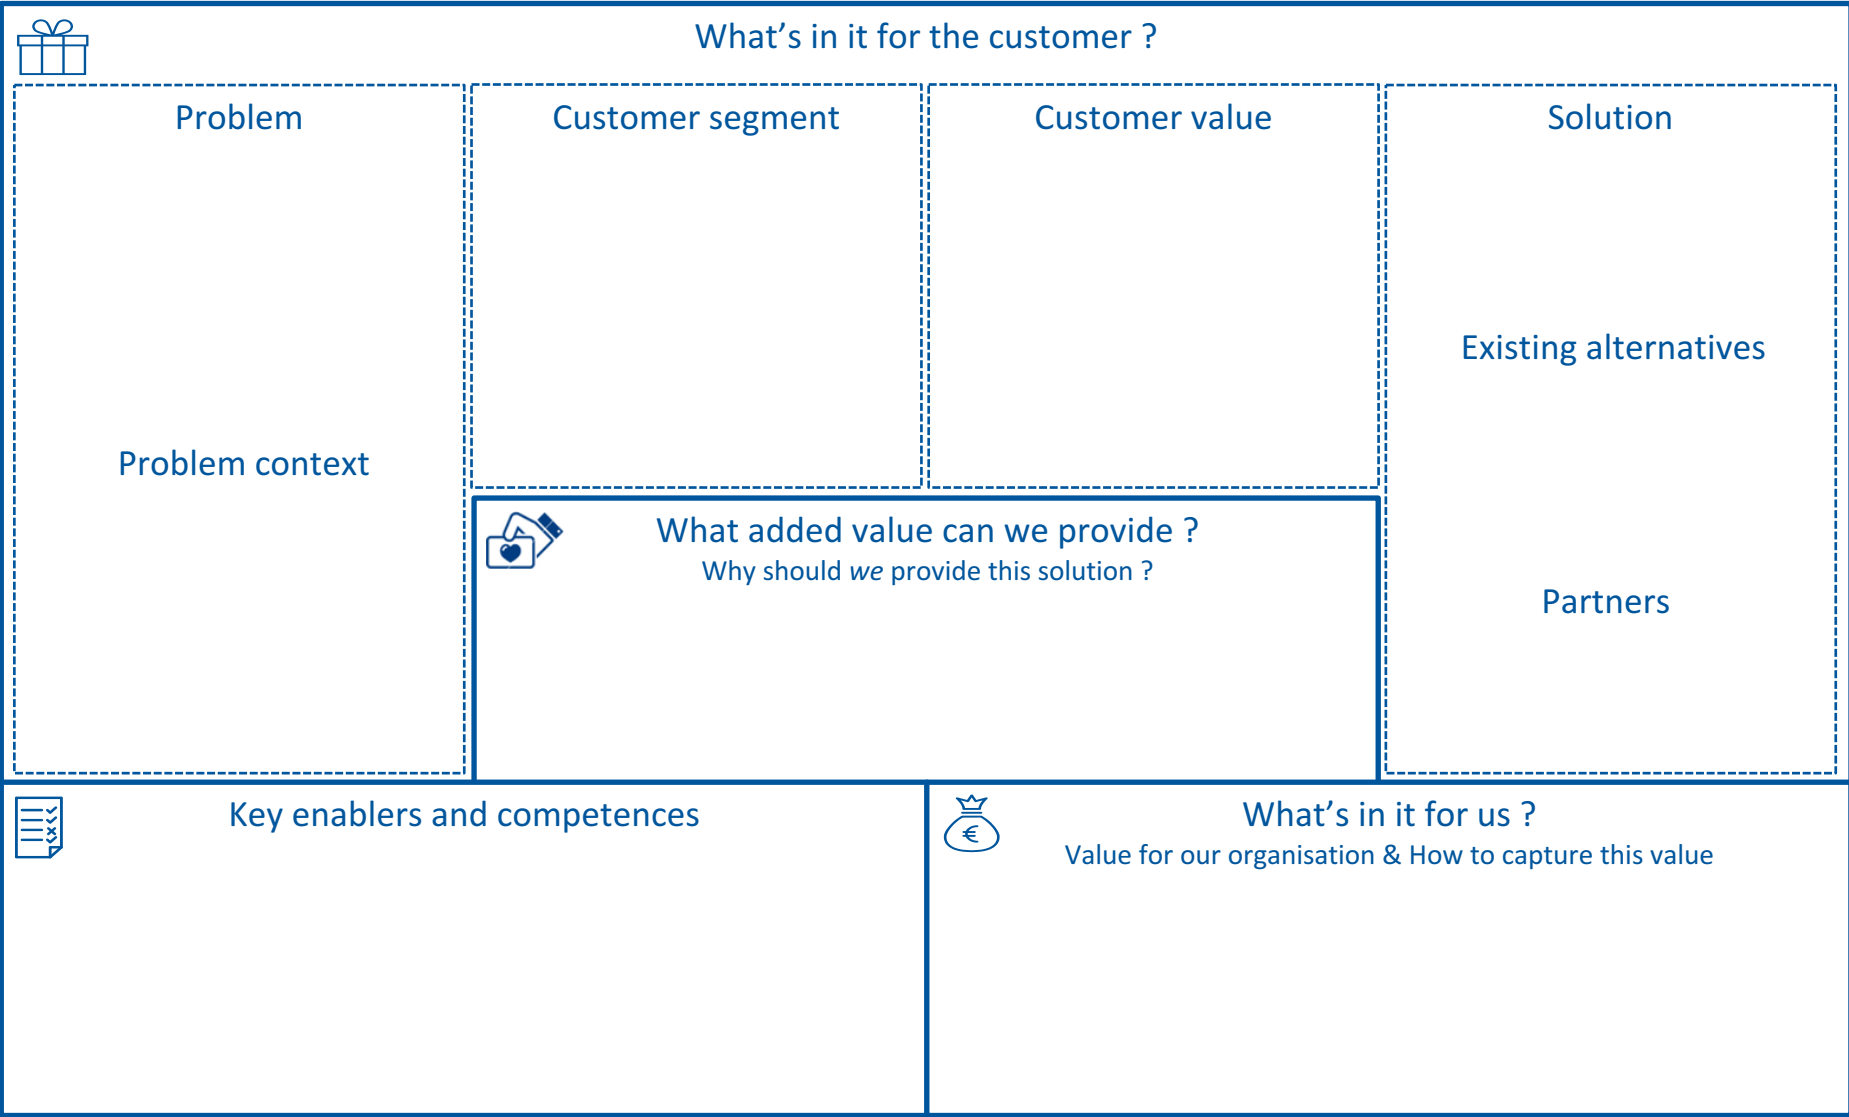 What’s in it for the customer ?
Problem
Problem context
Customer segment
Customer value
Solution
Existing alternatives
Partners
What added value can we provide ?
Why should we provide this solution ?
Key enablers and competences
What’s in it for us ?
€
Value for our organisation & How to capture this value